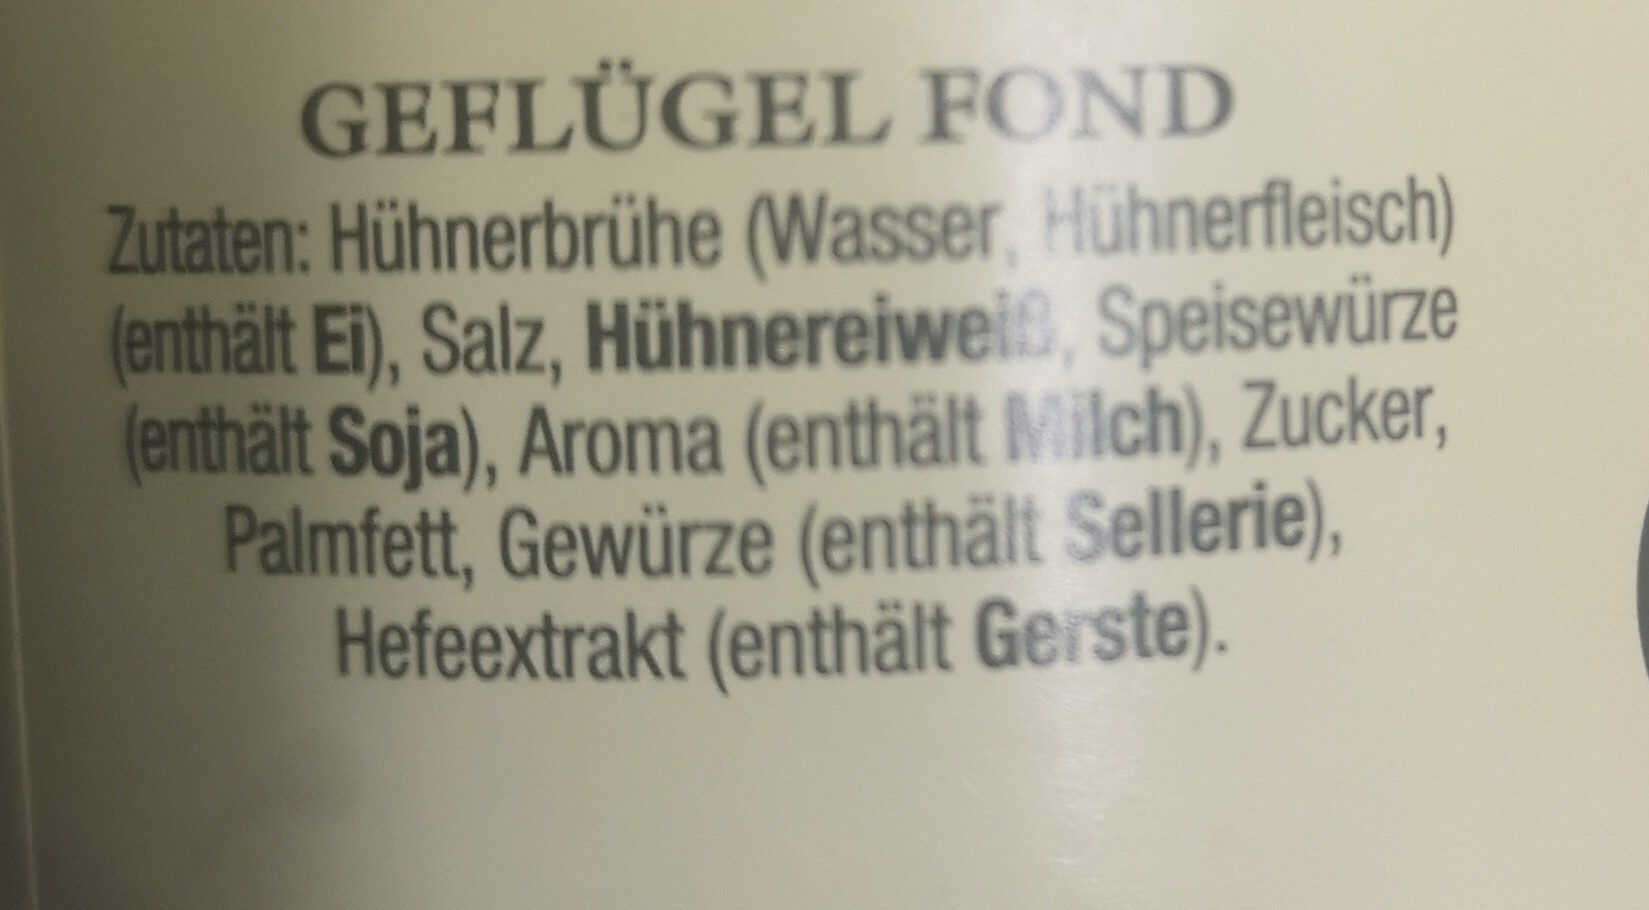 GEFLÜGEL FOND
Zutaten: Hühnerbrühe (Wasser, Hühnerfleisch)
(enthält Ei), Salz, Hühnereiweiß, Speisewürze
(enthält Soja), Aroma (enthält Milch), Zucker,
Palmfett, Gewürze (enthält Sellerie),
Hefeextrakt (enthält Gerste).